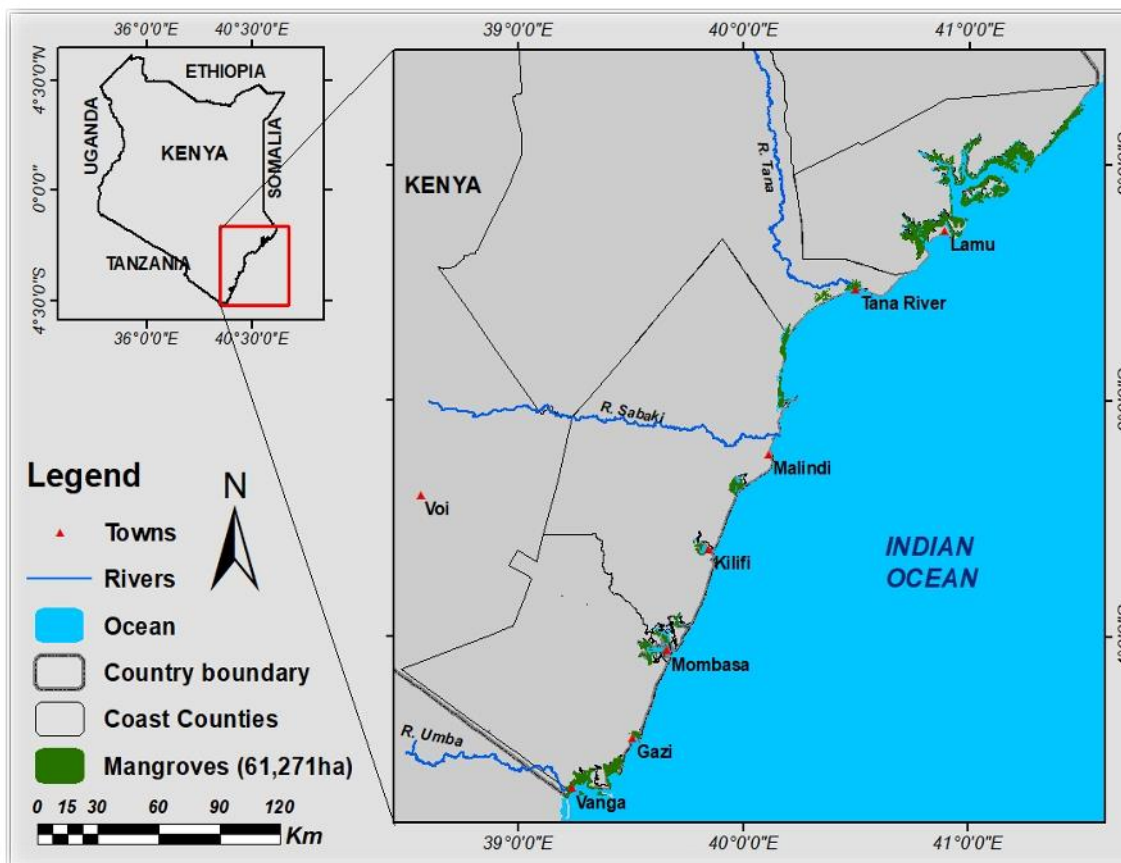 36°0'0"E 40°30'0"E
4°30'0"N
0°0'0"
4°30'0"S
ETHIOPIA
UGANDA
KENYA
SOMALIA
TANZANIA
36°0'0"E 40°30'0"E
39°0'0"E 40°0'0"E 41°0'0"E
KENYA
R. Tana
Lamu
Tana River
R. Sabaki
Malindi
Voi
Kilifi
INDIAN
OCEAN
Mombasa
R. Umba
Gazi
Vanga
39°0'0"E 40°0'0"E 41°0'0"E
Legend
N
Towns
Rivers
Ocean
Country boundary
Coast Counties
Mangroves (61,271ha)
0 15 30 60 90 120
Km